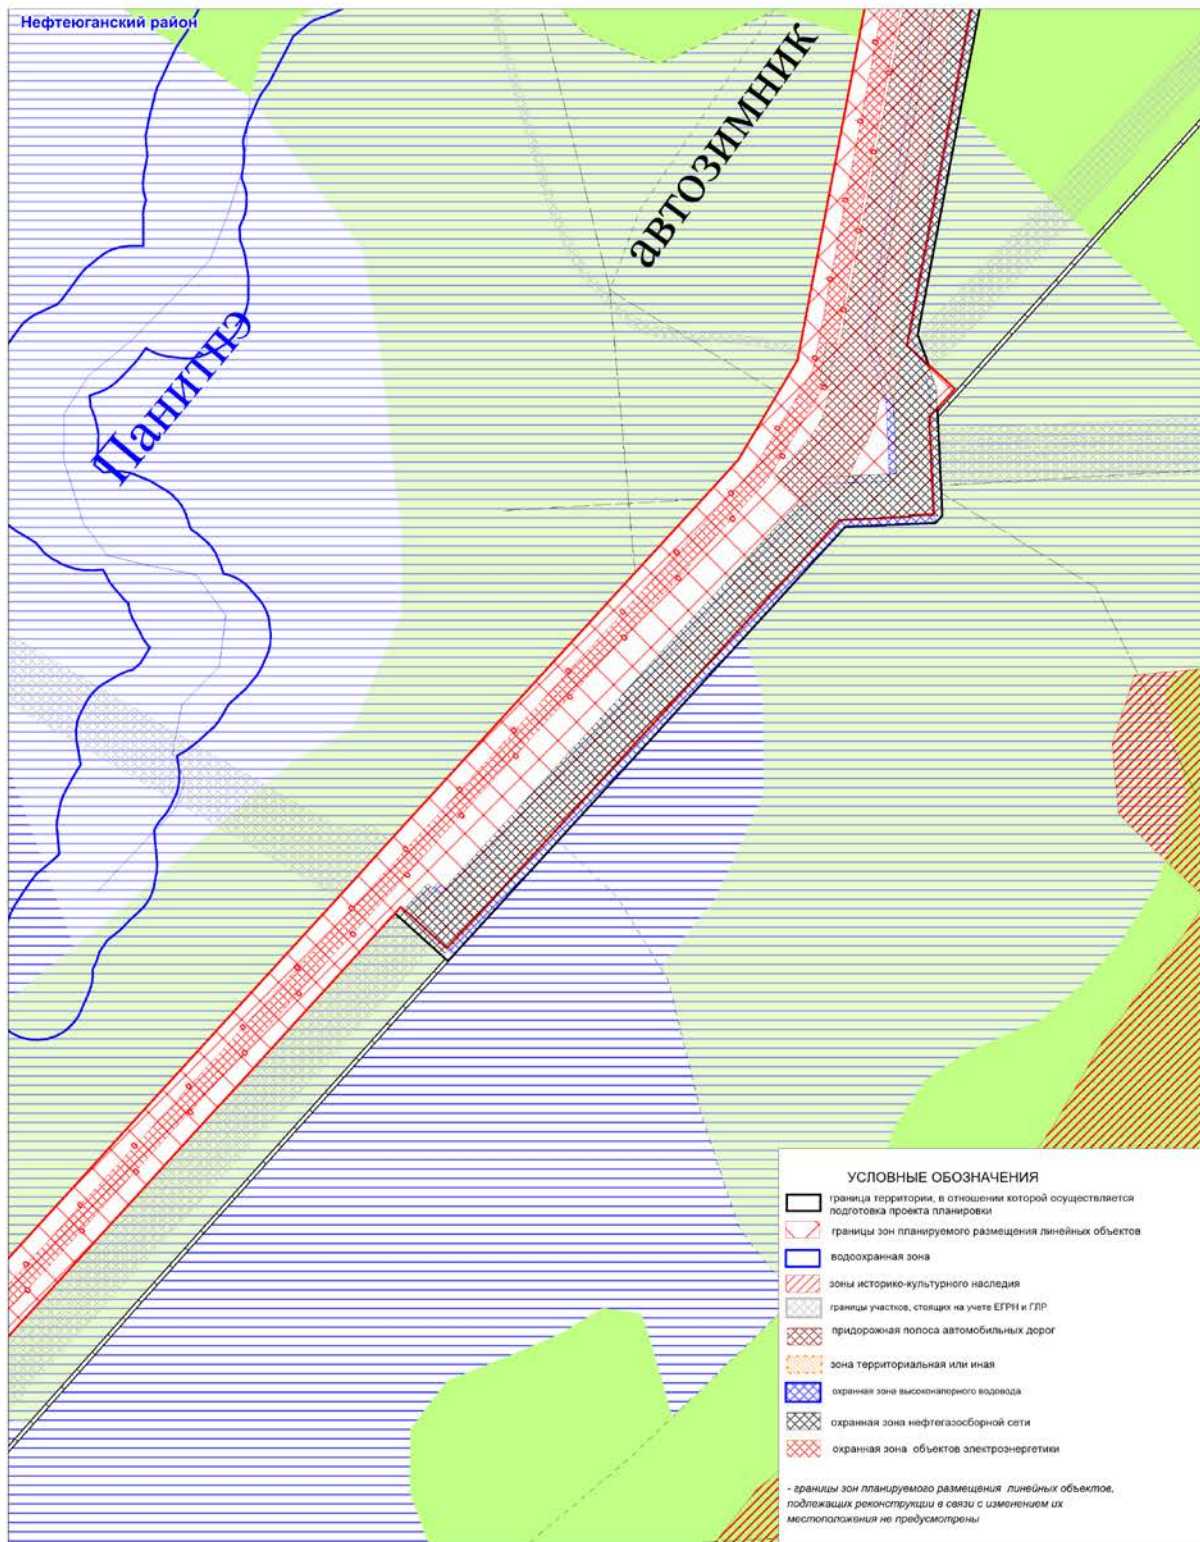 Нефтеюганский район
автозимник
Панитнэ
УСЛОВНЫЕ ОБОЗНАЧЕНИЯ
граница территории, в отношении которой осуществляется
подготовка проекта планировки
границы зон планируемого размещения линейных объектов
водоохранная зона
зоны историко-культурного наследия
границы участков, стоящих на учете ЕГРН и ГЛР
придорожная полоса автомобильных дорог
зона территориальная или иная
охранная зона высоконапорного водовода
охранная зона нефтегазосборной сети
охранная зона объектов электроэнергетики
- границы зон планируемого размещения линейных объектов,
подлежащих реконструкции в связи с изменением их
местоположения не предусмотрены